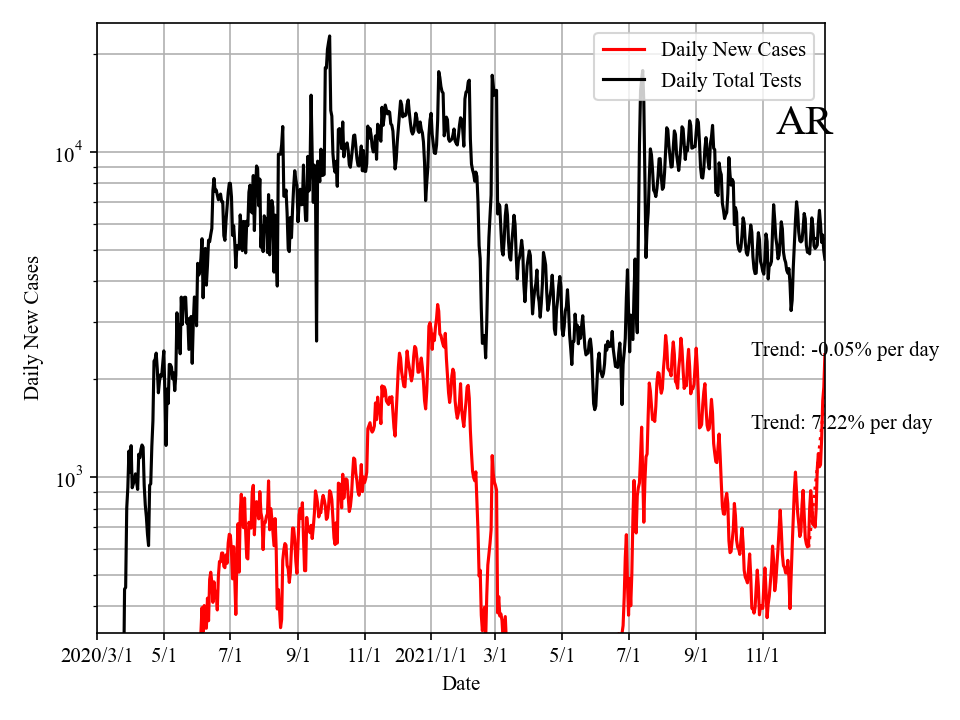 Daily New Cases
Daily Total Tests
AR
10^4
Trend: -0.05% per day
Trend: 7.22% per day
10^3
Daily New Cases
2020/3/1 5/1 7/1 9/1 11/1 2021/1/1 3/1 5/1 7/1 9/1 11/1
Date